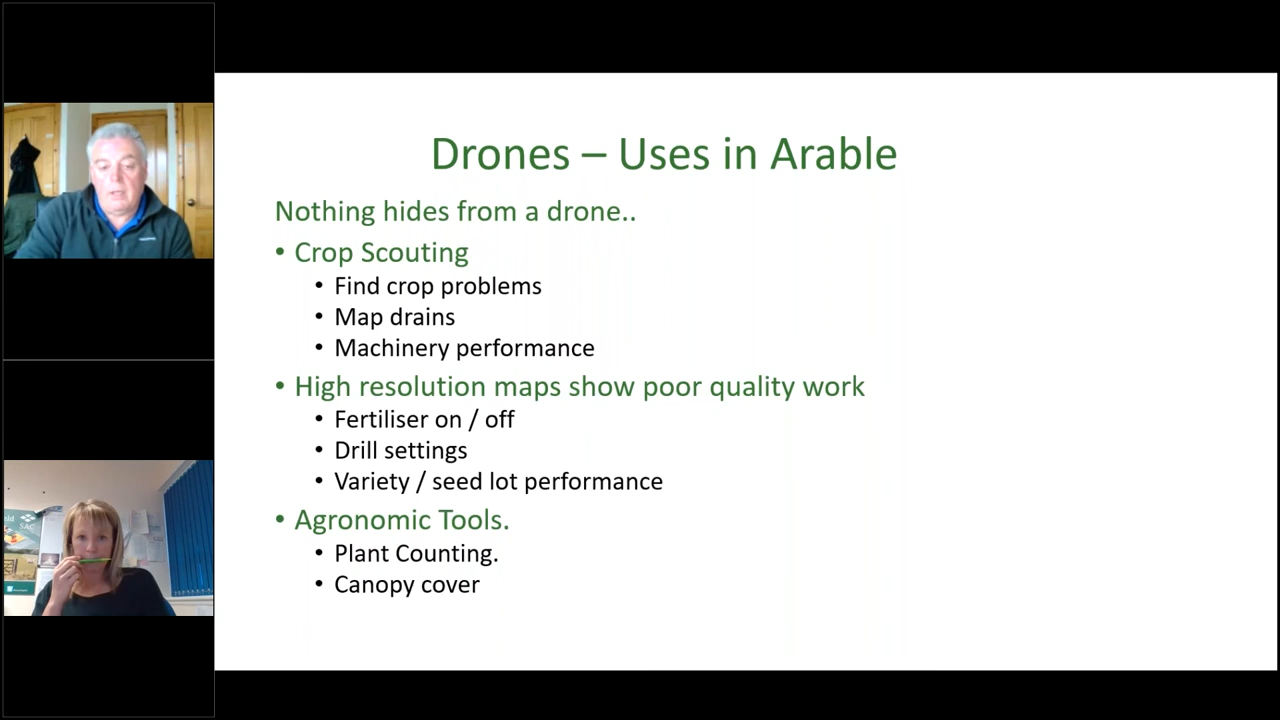 Drones – Uses in Arable
Nothing hides from a drone..
• Crop Scouting
• Find crop problems
• Map drains
• Machinery performance
• High resolution maps show poor quality work
• Fertiliser on / off
• Drill settings
• Variety / seed lot performance
• Agronomic Tools.
• Plant Counting.
• Canopy cover
SAC